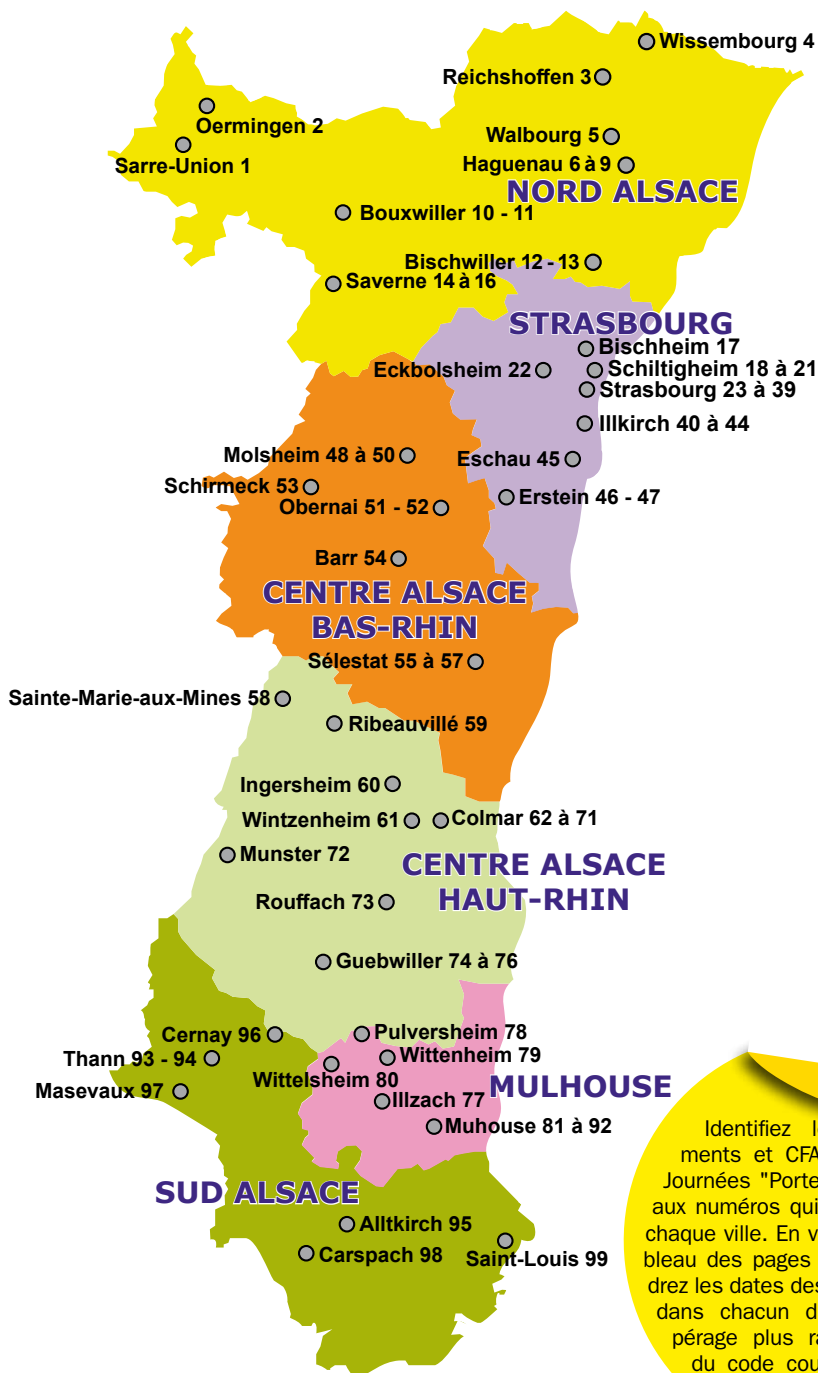 Wissembourg 4
Reichshoffen 3
Oermingen 2
Walbourg 5
Sarre-Union 1
Haguenau 6 à 9
NORD ALSACE
Bouxwiller 10 - 11
Bischwiller 12 - 13
Saverne 14 à 16
STRASBOURG
Bischheim 17
Eckbolsheim 22
Schiltigheim 18 à 21
Strasbourg 23 à 39
Illkirch 40 à 44
Molsheim 48 à 50
Eschau 45
Schirmeck 53
Erstein 46 - 47
Obernai 51 - 52
Barr 54
CENTRE ALSACE
BAS-RHIN
Sélestat 55 à 57
Sainte-Marie-aux-Mines 58
Ribeauvillé 59
Ingersheim 60
Wintzenheim 61
Colmar 62 à 71
Munster 72
CENTRE ALSACE
HAUT-RHIN
Rouffach 73
Guebwiller 74 à 76
Cernay 96
Pulversheim 78
Thann 93 - 94
Wittenheim 79
Wittelsheim 80
Masevaux 97
MULHOUSE
Illzach 77
Muhouse 81 à 92
SUD ALSACE
Alltkirch 95
Carspach 98
Saint-Louis 99
Identifiez l
ments et CFA
Journées "Porte
aux numéros qui
chaque ville. En v
bleau des pages
drez les dates des
dans chacun d
pérage plus ra
du code cou